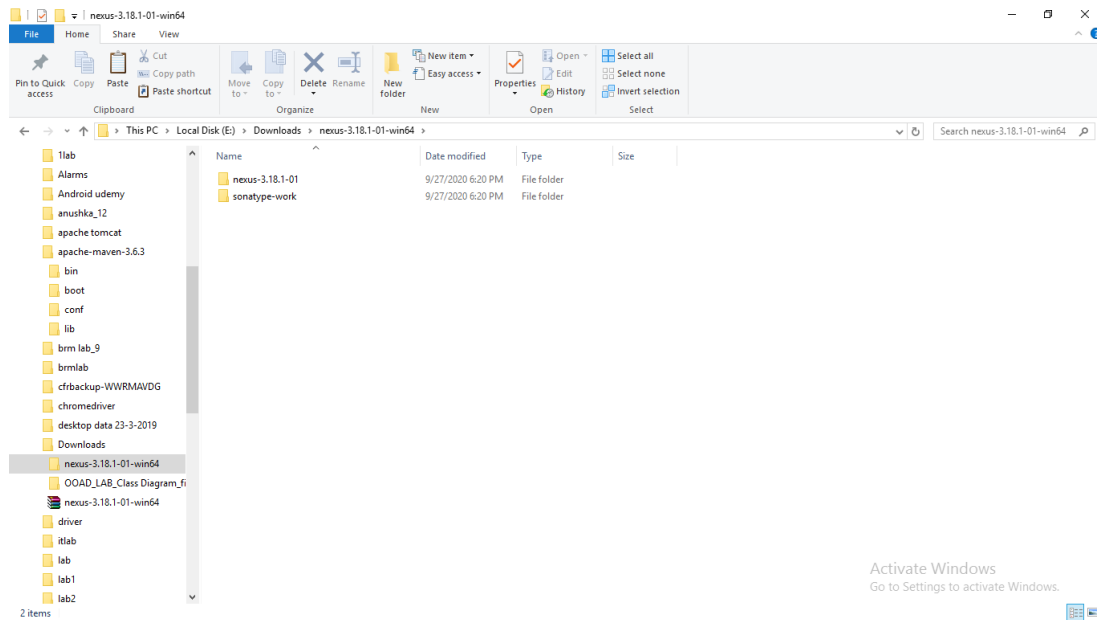 nexus-3.18.1-01-win64
File Home Share View
Pin to Quick access
Copy
Paste
Cut
Copy path
Paste shortcut
Clipboard
Move to
Copy to
Delete
Rename
Organize
New folder
New item
Easy access
New
Properties
Open
Edit
History
Open
Select all
Select none
Invert selection
Select
This PC Local Disk (E:) Downloads nexus-3.18.1-01-win64
Search nexus-3.18.1-01-win64
1lab
Alarms
Android udemy
anushka_12
apache tomcat
apache-maven-3.6.3
bin
boot
conf
lib
brm lab_9
brmlab
cfrbackup-WWRMAVDG
chromedriver
desktop data 23-3-2019
Downloads
nexus-3.18.1-01-win64
OOAD_LAB_Class Diagram_fi
nexus-3.18.1-01-win64
driver
itlab
lab
lab1
lab2
Name Date modified Type Size
nexus-3.18.1-01 9/27/2020 6:20 PM File folder
sonatype-work 9/27/2020 6:20 PM File folder
Activate Windows
Go to Settings to activate Windows.
2 items